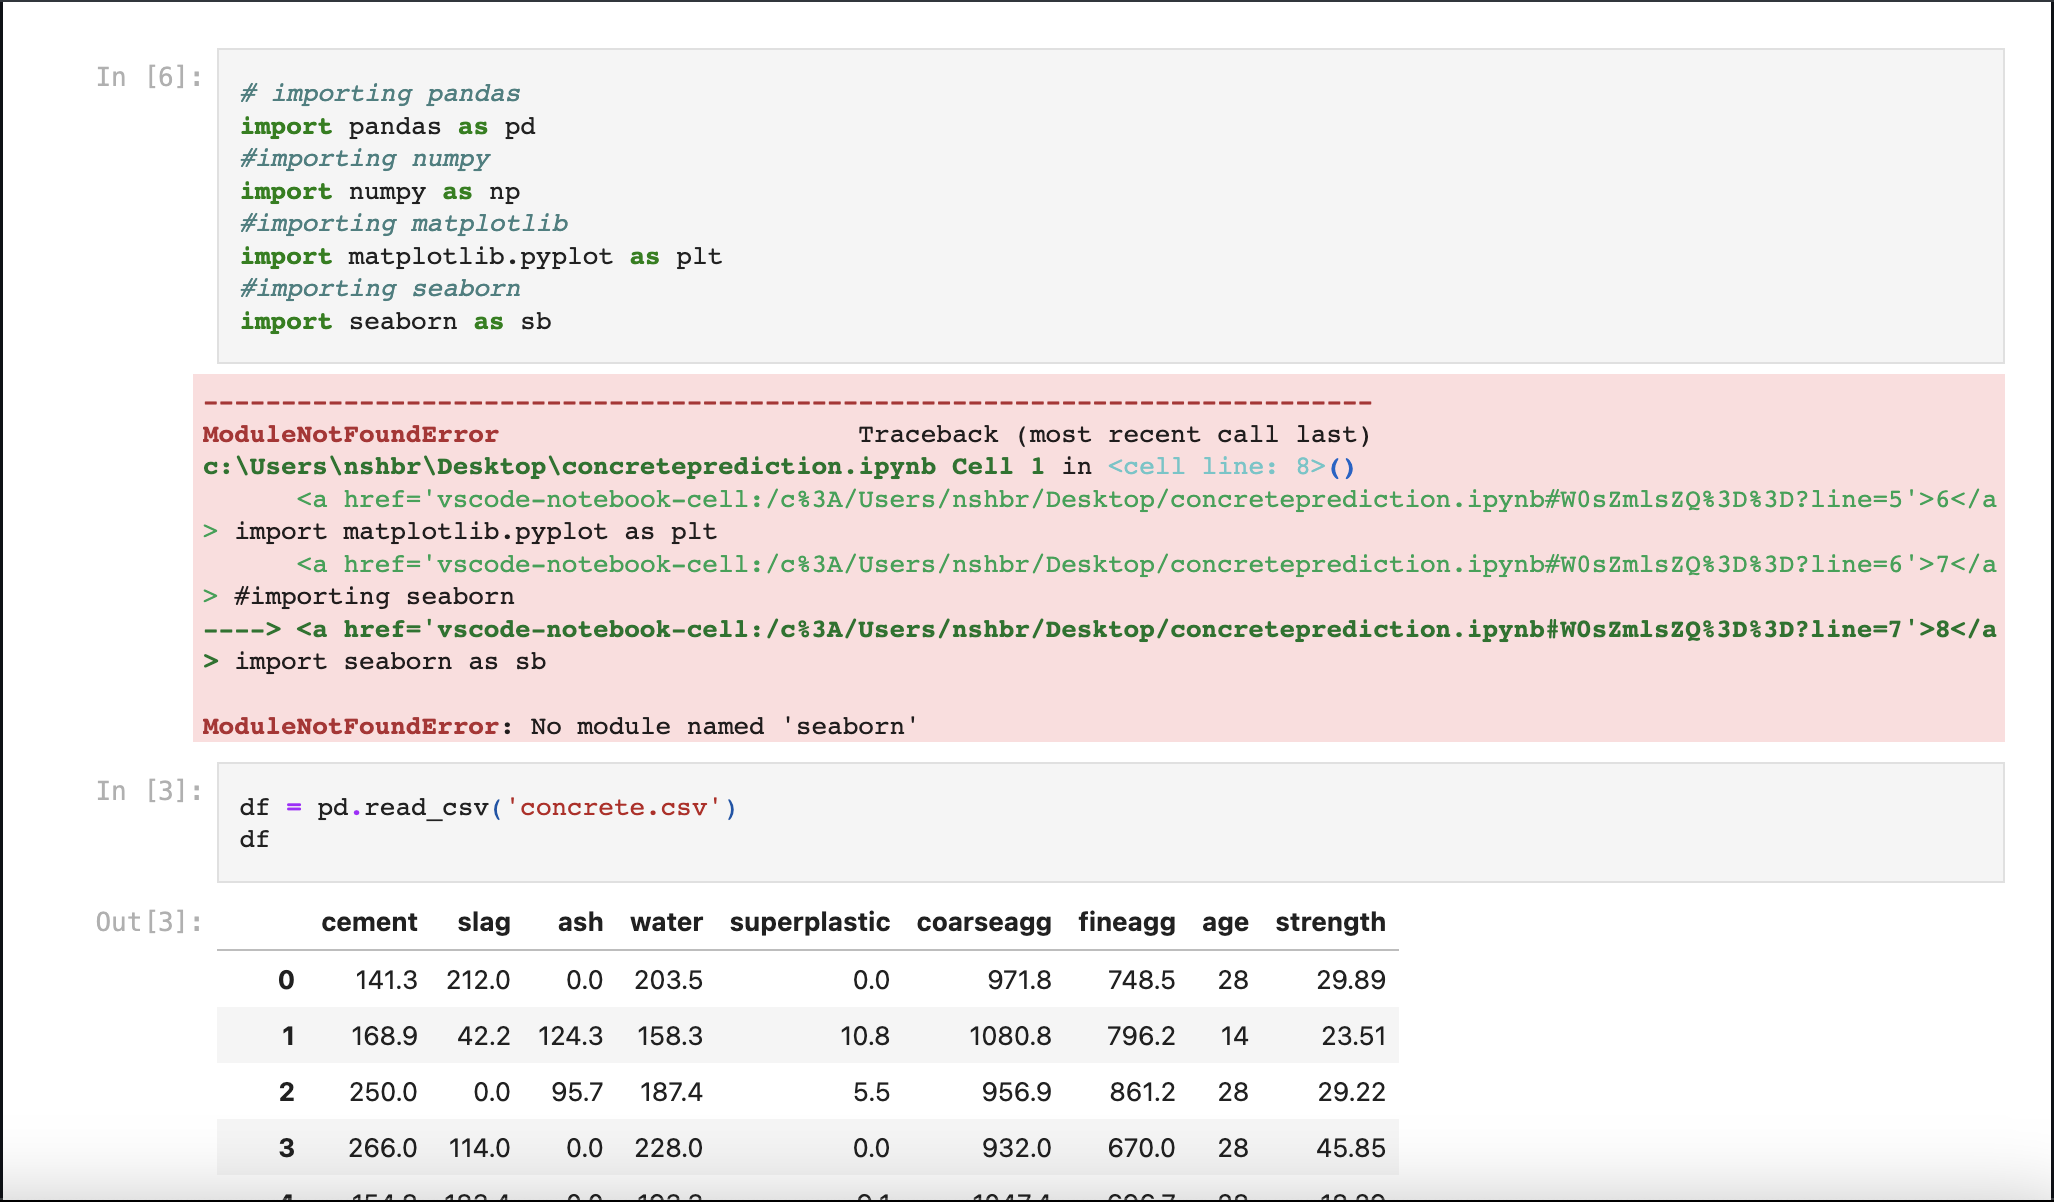 In [6]:
# importing pandas
import pandas as pd
#importing numpy
import numpy as np
#importing matplotlib
import matplotlib.pyplot as plt
#importing seaborn
import seaborn as sb
---------------------------------------------------------------------------
ModuleNotFoundError                       Traceback (most recent call last)
c:\Users\nshbr\Desktop\concreteprediction.ipynb Cell 1 in <cell line: 8>()
      <a href='vscode-notebook-cell:/c%3A/Users/nshbr/Desktop/concreteprediction.ipynb#W0sZmlsZQ%3D%3D?line=5'>6</a
> import matplotlib.pyplot as plt
      <a href='vscode-notebook-cell:/c%3A/Users/nshbr/Desktop/concreteprediction.ipynb#W0sZmlsZQ%3D%3D?line=6'>7</a
> #importing seaborn
----> <a href='vscode-notebook-cell:/c%3A/Users/nshbr/Desktop/concreteprediction.ipynb#W0sZmlsZQ%3D%3D?line=7'>8</a
> import seaborn as sb
ModuleNotFoundError: No module named 'seaborn'
In [3]:
df = pd.read_csv('concrete.csv')
df
Out[3]:
cement slag ash water superplastic coarseagg fineagg age strength
0 141.3 212.0 0.0 203.5 0.0 971.8 748.5 28 29.89
1 168.9 42.2 124.3 158.3 10.8 1080.8 796.2 14 23.51
2 250.0 0.0 95.7 187.4 5.5 956.9 861.2 28 29.22
3 266.0 114.0 0.0 228.0 0.0 932.0 670.0 28 45.85